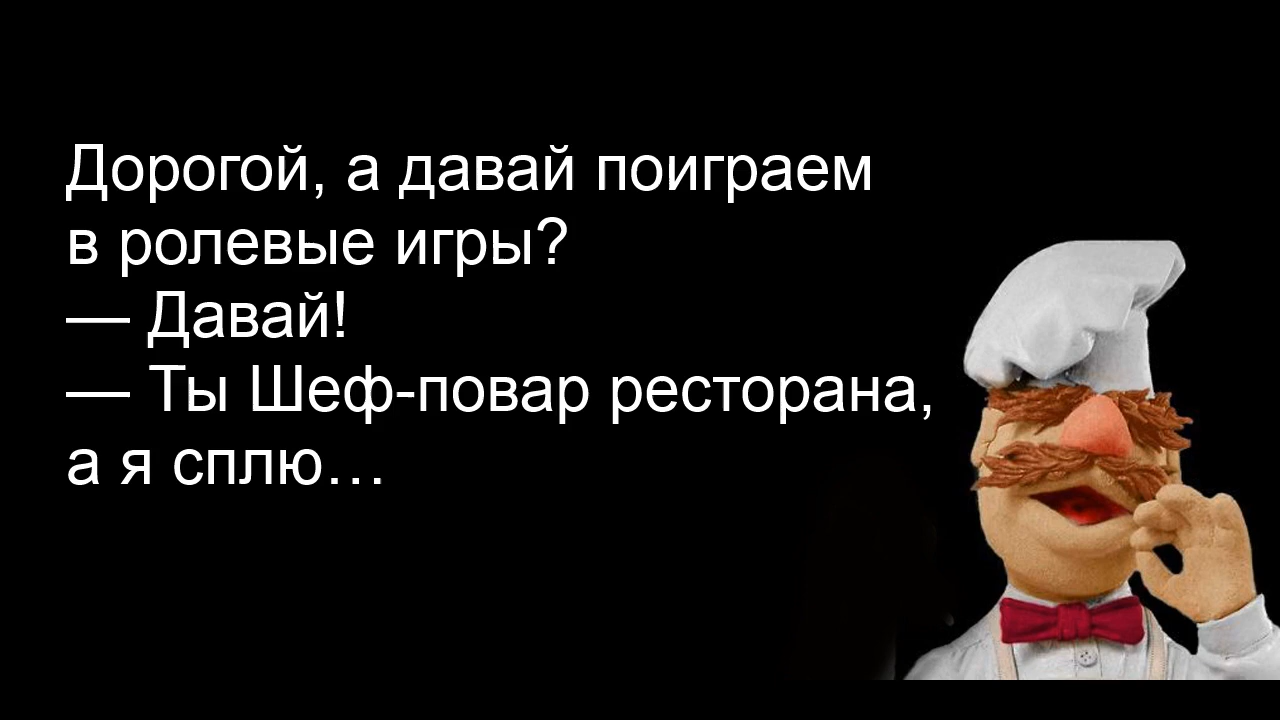 Дорогой, а давай поиграем
в ролевые игры?
— Давай!
— Ты Шеф-повар ресторана,
а я сплю...